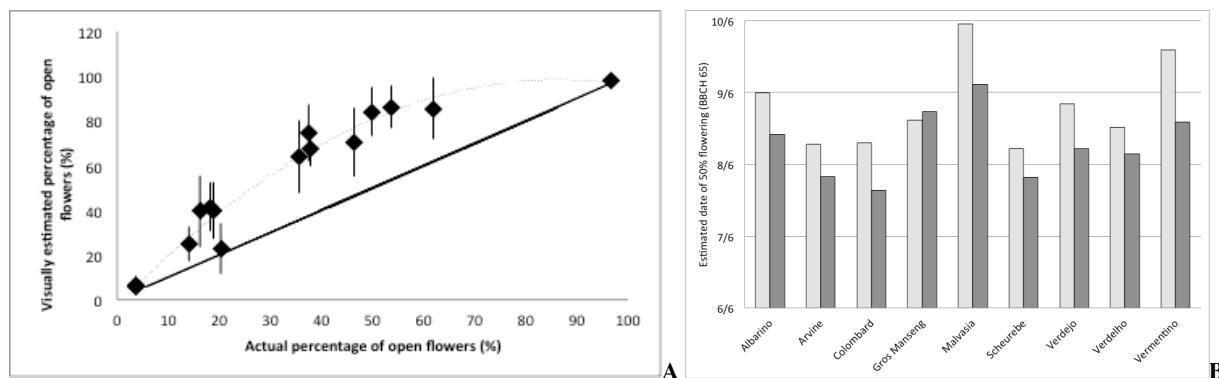 120
100
80
60
40
20
0
0 10 20 30 40 50 60 70 80 90 100
Visually estimated percentage of open
flowers (%)
Actual percentage of open flowers (%)
A
10/6
9/6
8/6
7/6
6/6
Estimated date of 50% flowering (BBCH 65)
Albarino
Arvine
Colombard
Gros Manseng
Malvasia
Scheurebe
Verdejo
Verdelho
Vermentino
B